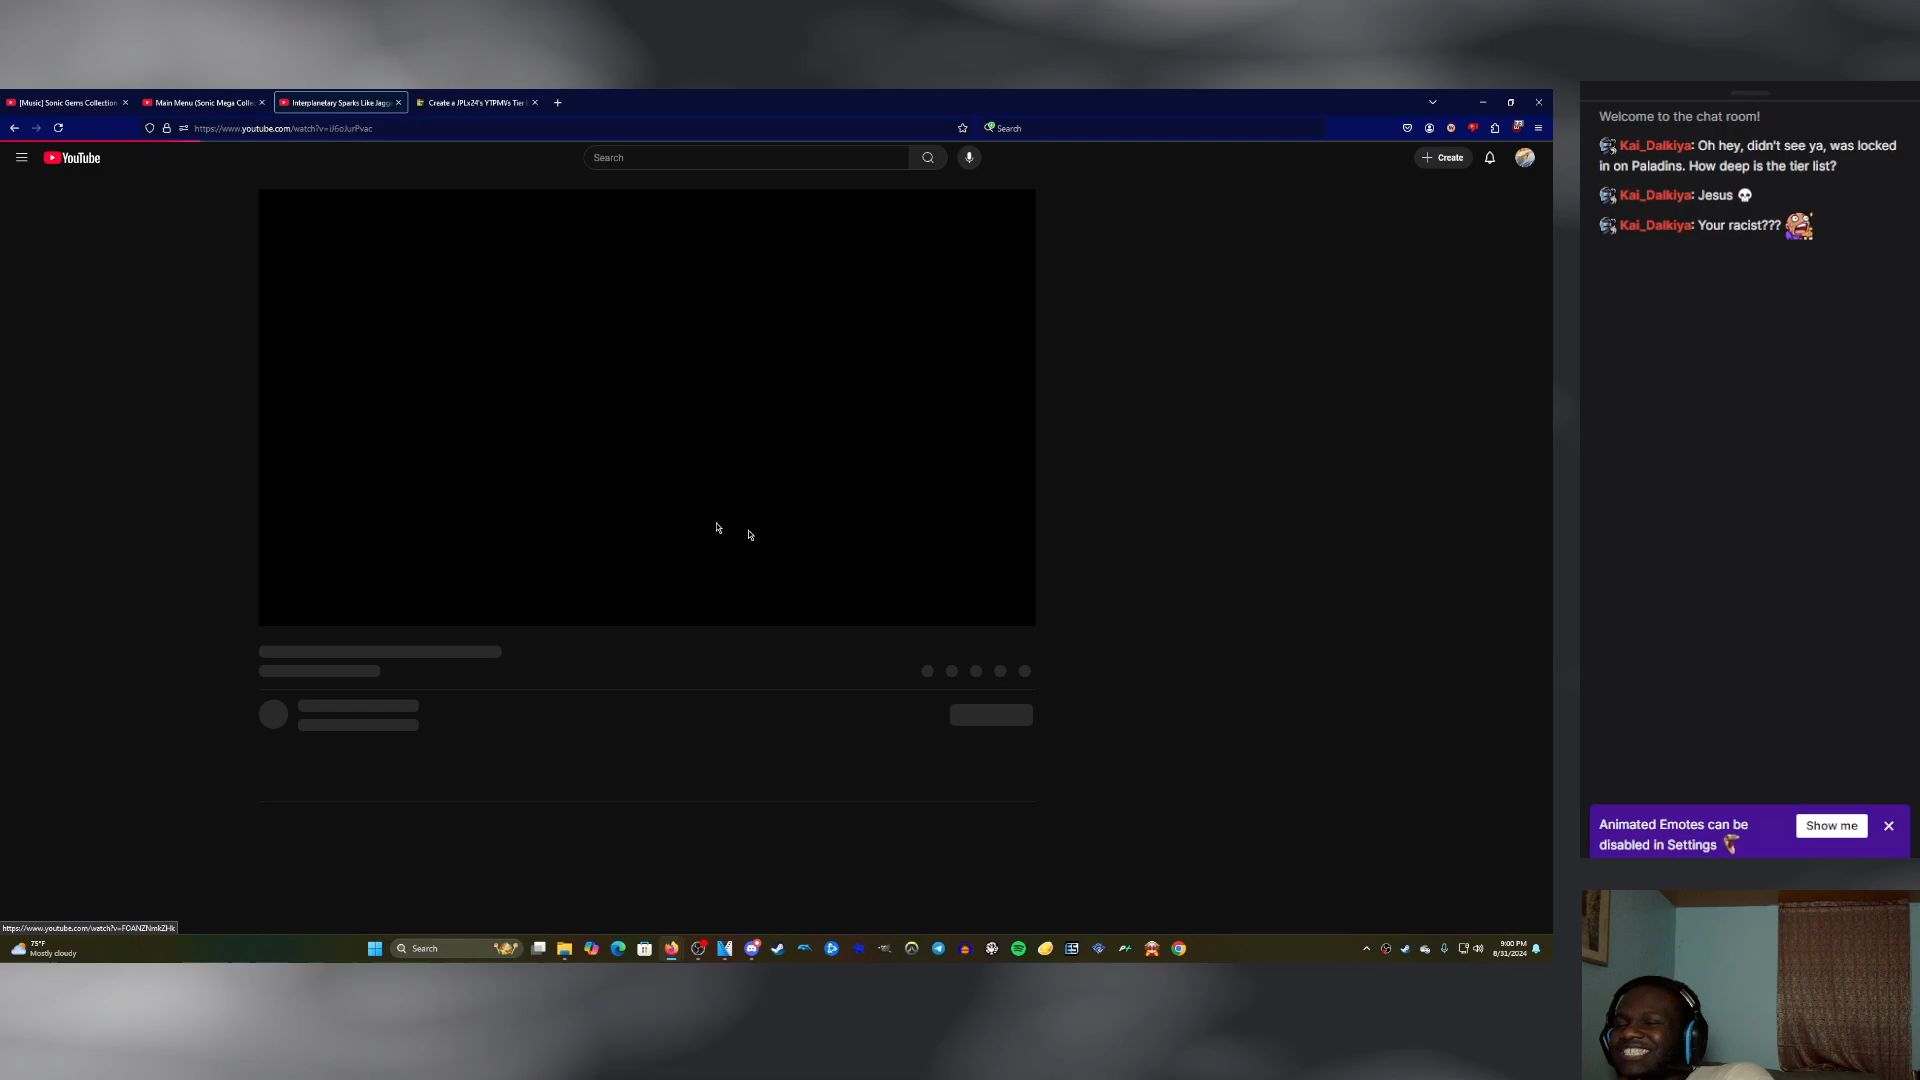 [Music] Sonic Gems Collection
Main Menu (Sonic Mega Colle
Interplanetary Sparks Like Jagg
Create a JPLx24's YTPMVs Tier
https://www.youtube.com/watch?v=iJ6oJurPvac
Search
YouTube
Search
Create
Welcome to the chat room!
Kai_Dalkiya: Oh hey, didn't see ya, was locked
in on Paladins. How deep is the tier list?
Kai_Dalkiya: Jesus 💀
Kai_Dalkiya: Your racist???
Animated Emotes can be
disabled in Settings
Show me
https://www.youtube.com/watch?v=FOANZNmkZHk
75°F
Mostly cloudy
Search
9:00 PM
8/31/2024